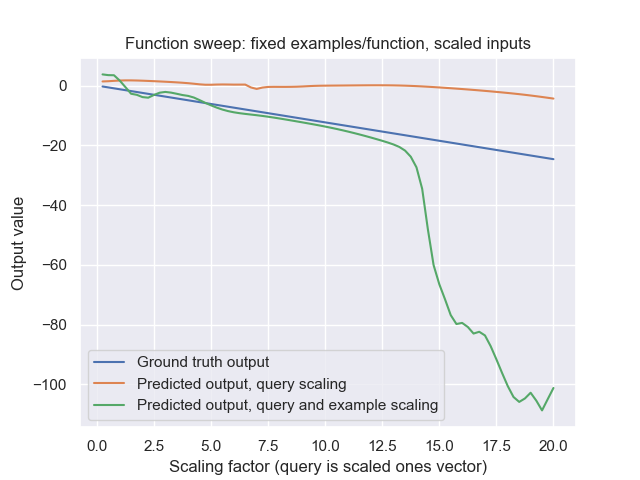 Function sweep: fixed examples/function, scaled inputs
Output value
0
−20
−40
−60
−80
−100
Ground truth output
Predicted output, query scaling
Predicted output, query and example scaling
0.0 2.5 5.0 7.5 10.0 12.5 15.0 17.5 20.0
Scaling factor (query is scaled ones vector)